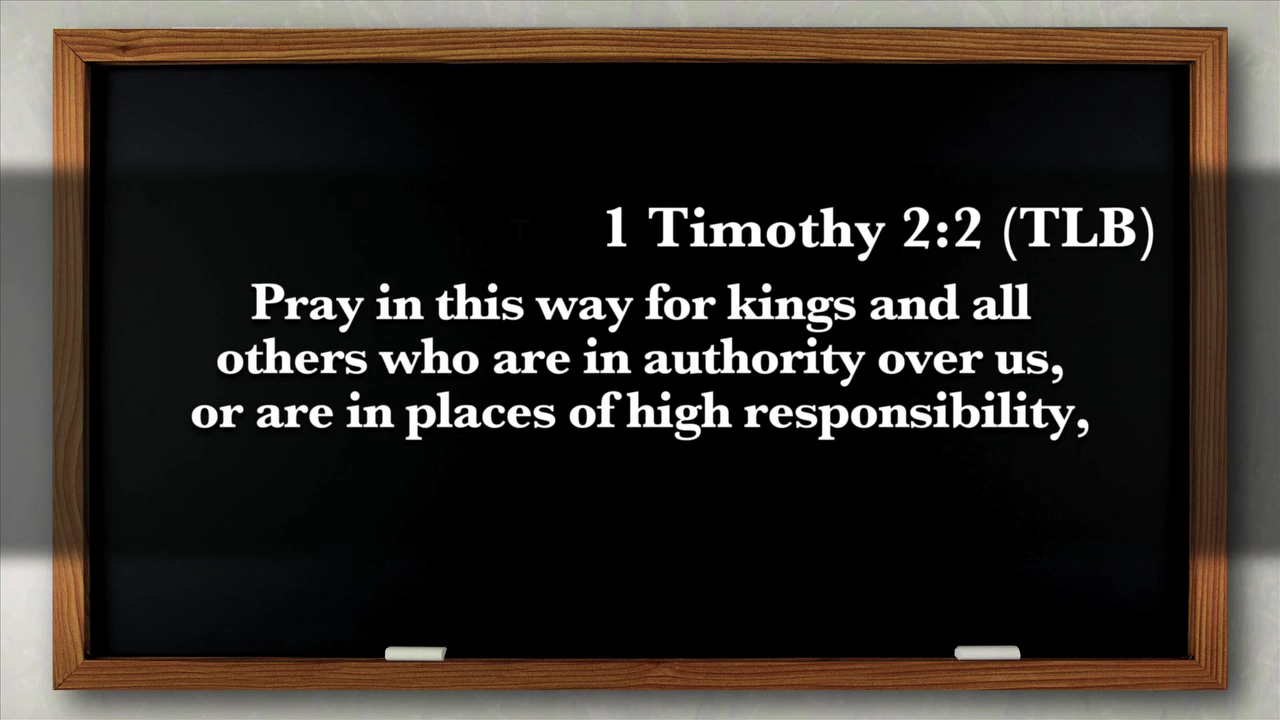 1 Timothy 2:2 (TLB)
Pray in this way for kings and all
others who are in authority over us,
or are in places of high responsibility,